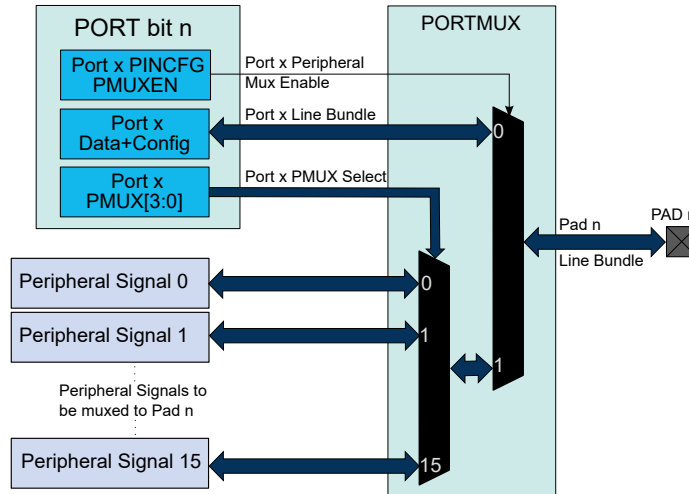 PORT bit n
PORTMUX
Port x PINCFG
PMUXEN
Port x Peripheral
Mux Enable
Port x
Data+Config
Port x Line Bundle
0
Port x
PMUX[3:0]
Port x PMUX Select
Pad n
Line Bundle
PAD n
Peripheral Signal 0
0
Peripheral Signal 1
1
1
Peripheral Signals to
be muxed to Pad n
Peripheral Signal 15
15